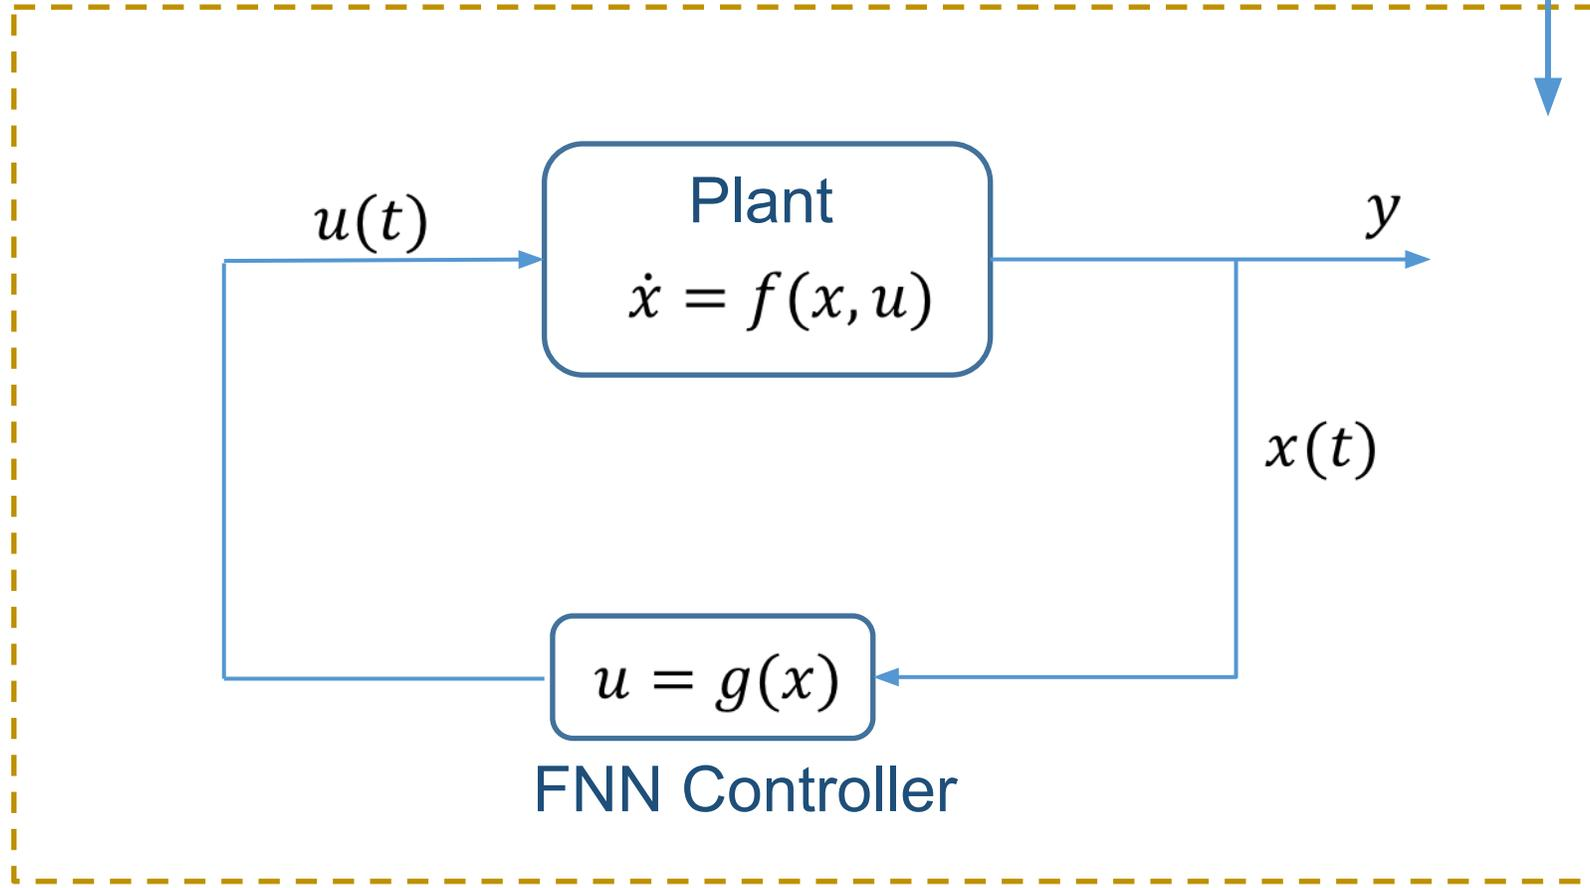 Plant
u(t)
y
ẋ = f(x, u)
x(t)
u = g(x)
FNN Controller